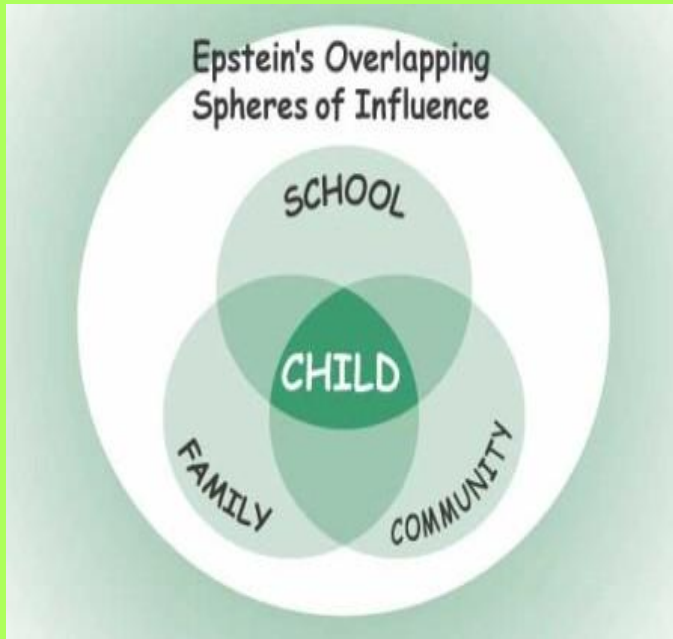 Epstein's Overlapping
Spheres of Influence
SCHOOL
CHILD
FAMILY
COMMUNITY